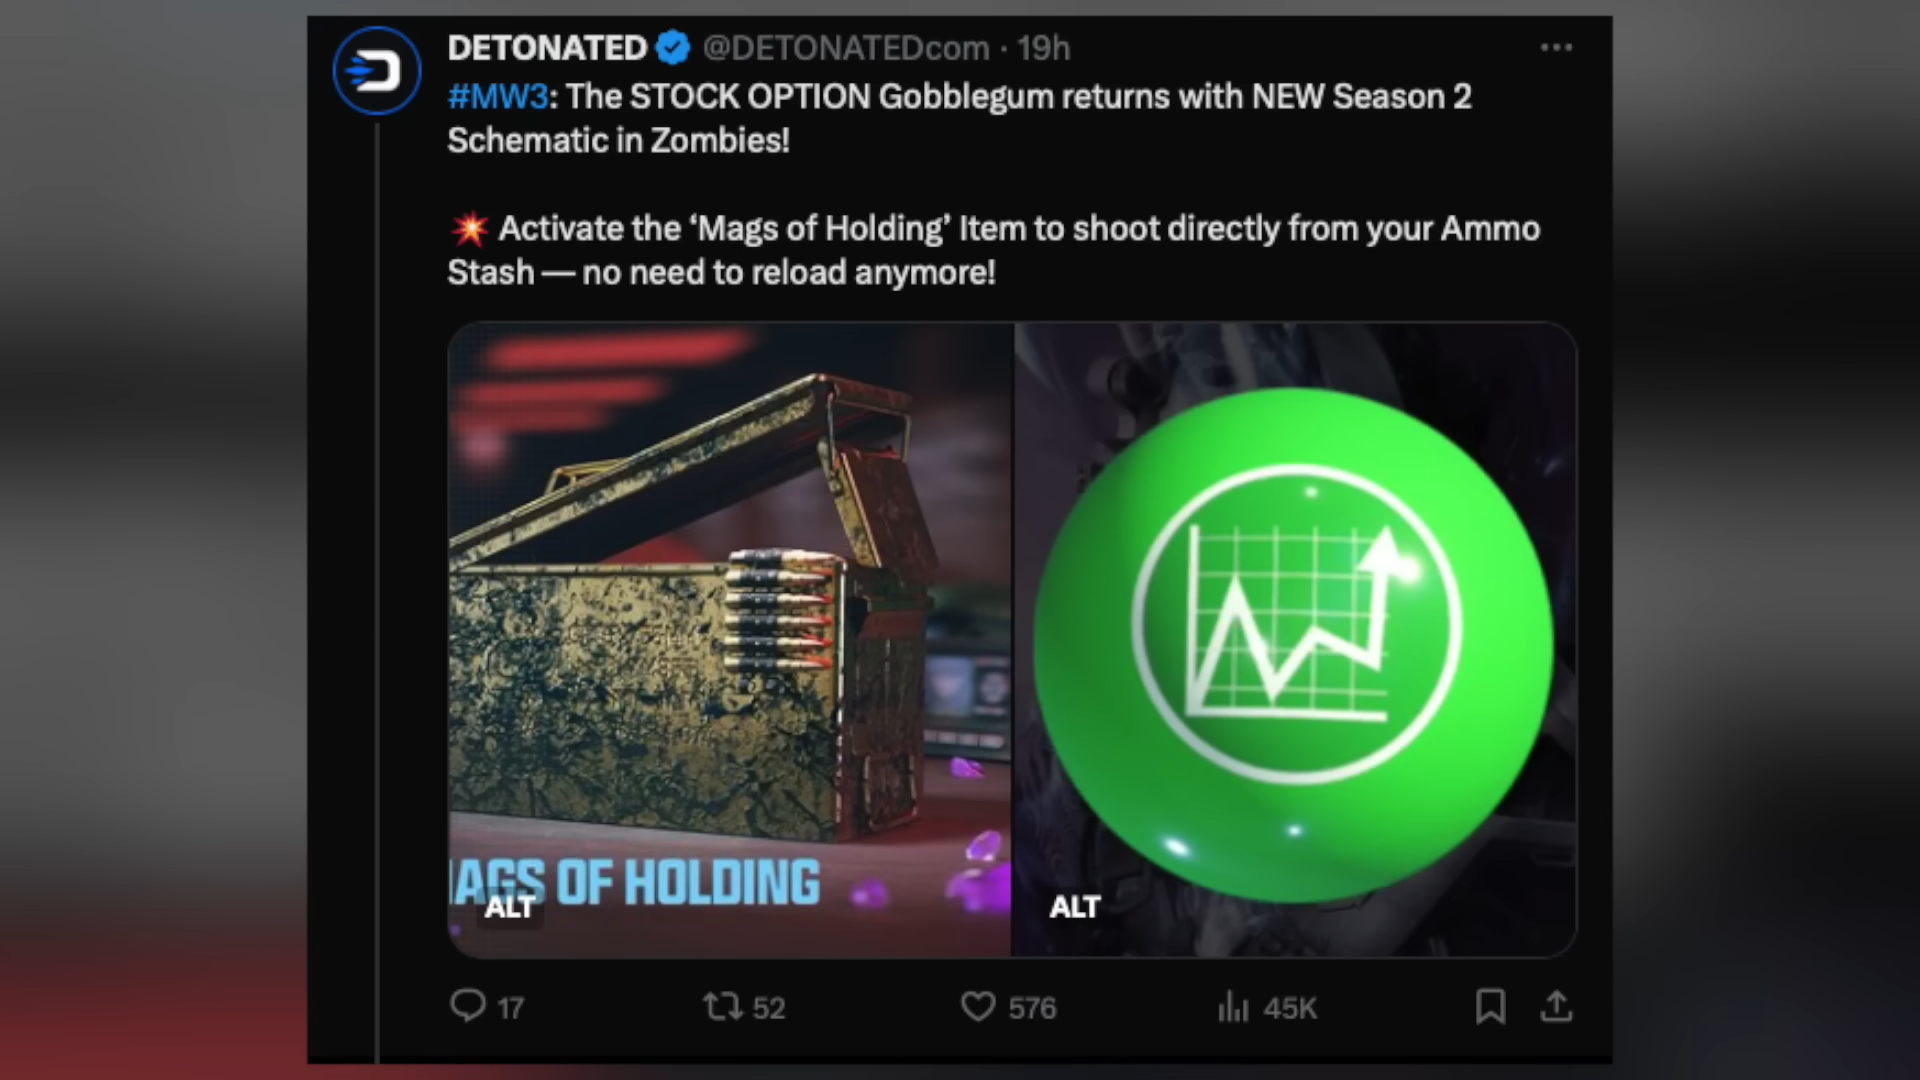 DETONATED @DETONATEDcom · 19h
#MW3: The STOCK OPTION Gobblegum returns with NEW Season 2
Schematic in Zombies!
💥 Activate the ‘Mags of Holding’ Item to shoot directly from your Ammo
Stash — no need to reload anymore!
MAGS OF HOLDING
ALT
ALT
17 52 576 45K